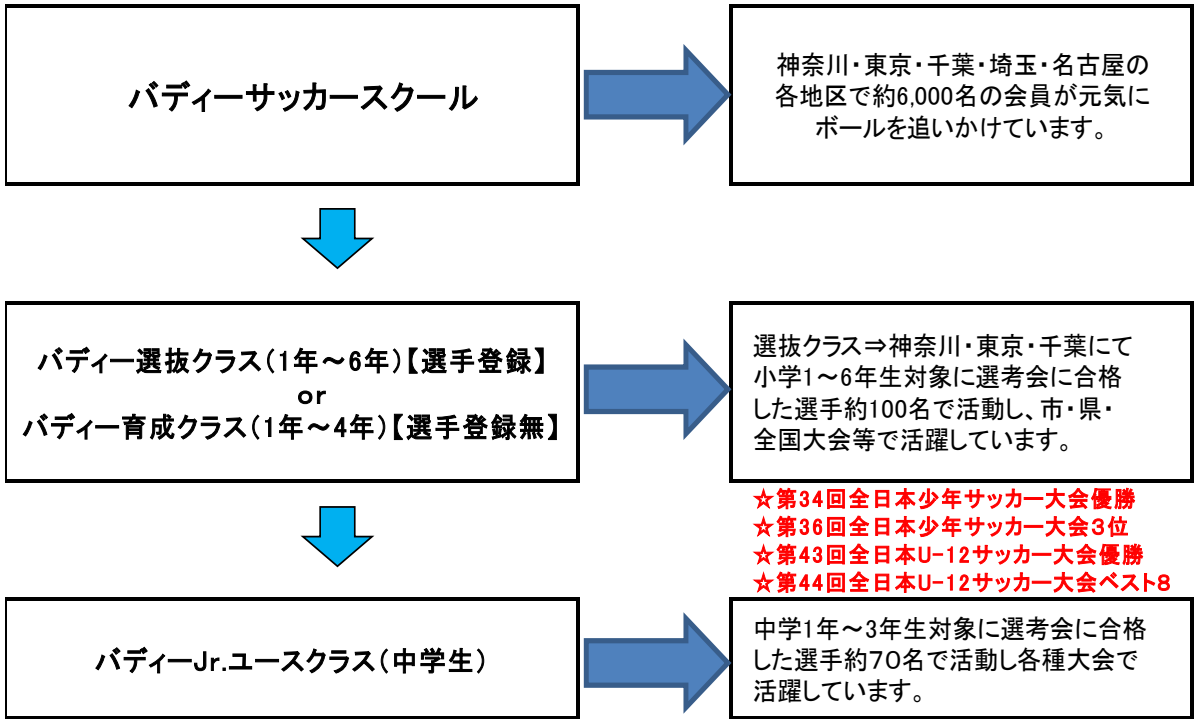 バディーサッカースクール
神奈川・東京・千葉・埼玉・名古屋の
各地区で約6,000名の会員が元気に
ボールを追いかけています。
バディー選抜クラス(1年～6年)【選手登録】
or
バディー育成クラス(1年～4年)【選手登録無】
選抜クラス⇒神奈川・東京・千葉にて
小学1～6年生対象に選考会に合格
した選手約100名で活動し、市・県・
全国大会等で活躍しています。
☆第34回全日本少年サッカー大会優勝
☆第36回全日本少年サッカー大会３位
☆第43回全日本U-12サッカー大会優勝
☆第44回全日本U-12サッカー大会ベスト８
バディーJr.ユースクラス(中学生)
中学1年～3年生対象に選考会に合格
した選手約７０名で活動し各種大会で
活躍しています。